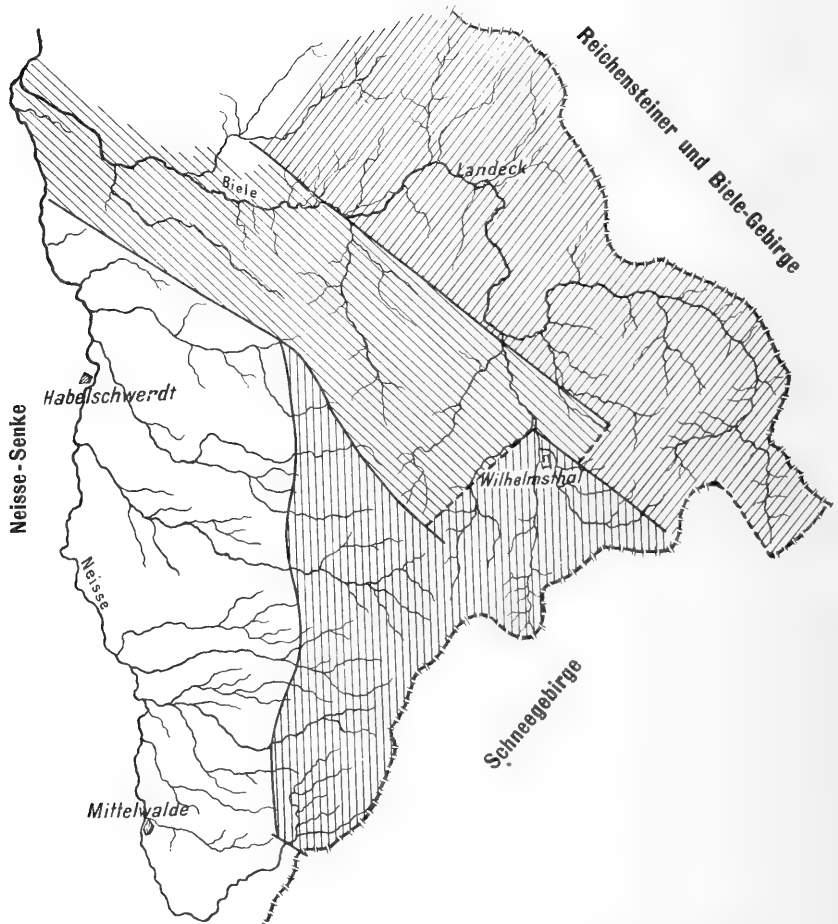 Reichensteiner und Biele-Gebirge
Landeck
Biele
Habelschwerdt
Neisse-Senke
Wilhelmsthal
Neisse
Schneegebirge
Mittelwalde